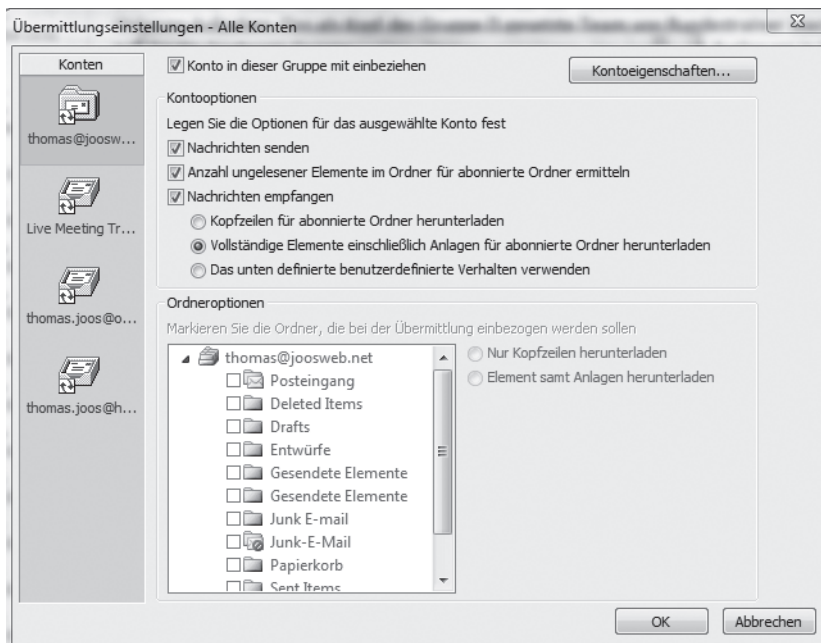 Übermittlungseinstellungen - Alle Konten
Konten
thomas@joosw...
Live Meeting Tr...
thomas.joos@o...
thomas.joos@h...
Konto in dieser Gruppe mit einbeziehen
Kontoeigenschaften...
Kontooptionen
Legen Sie die Optionen für das ausgewählte Konto fest
Nachrichten senden
Anzahl ungelesener Elemente im Ordner für abonnierte Ordner ermitteln
Nachrichten empfangen
Kopfzeilen für abonnierte Ordner herunterladen
Vollständige Elemente einschließlich Anlagen für abonnierte Ordner herunterladen
Das unten definierte benutzerdefinierte Verhalten verwenden
Ordneroptionen
Markieren Sie die Ordner, die bei der Übermittlung einbezogen werden sollen
thomas@joosweb.net
Posteingang
Deleted Items
Drafts
Entwürfe
Gesendete Elemente
Gesendete Elemente
Junk E-mail
Junk-E-Mail
Papierkorb
Sent Items
Nur Kopfzeilen herunterladen
Element samt Anlagen herunterladen
OK
Abbrechen